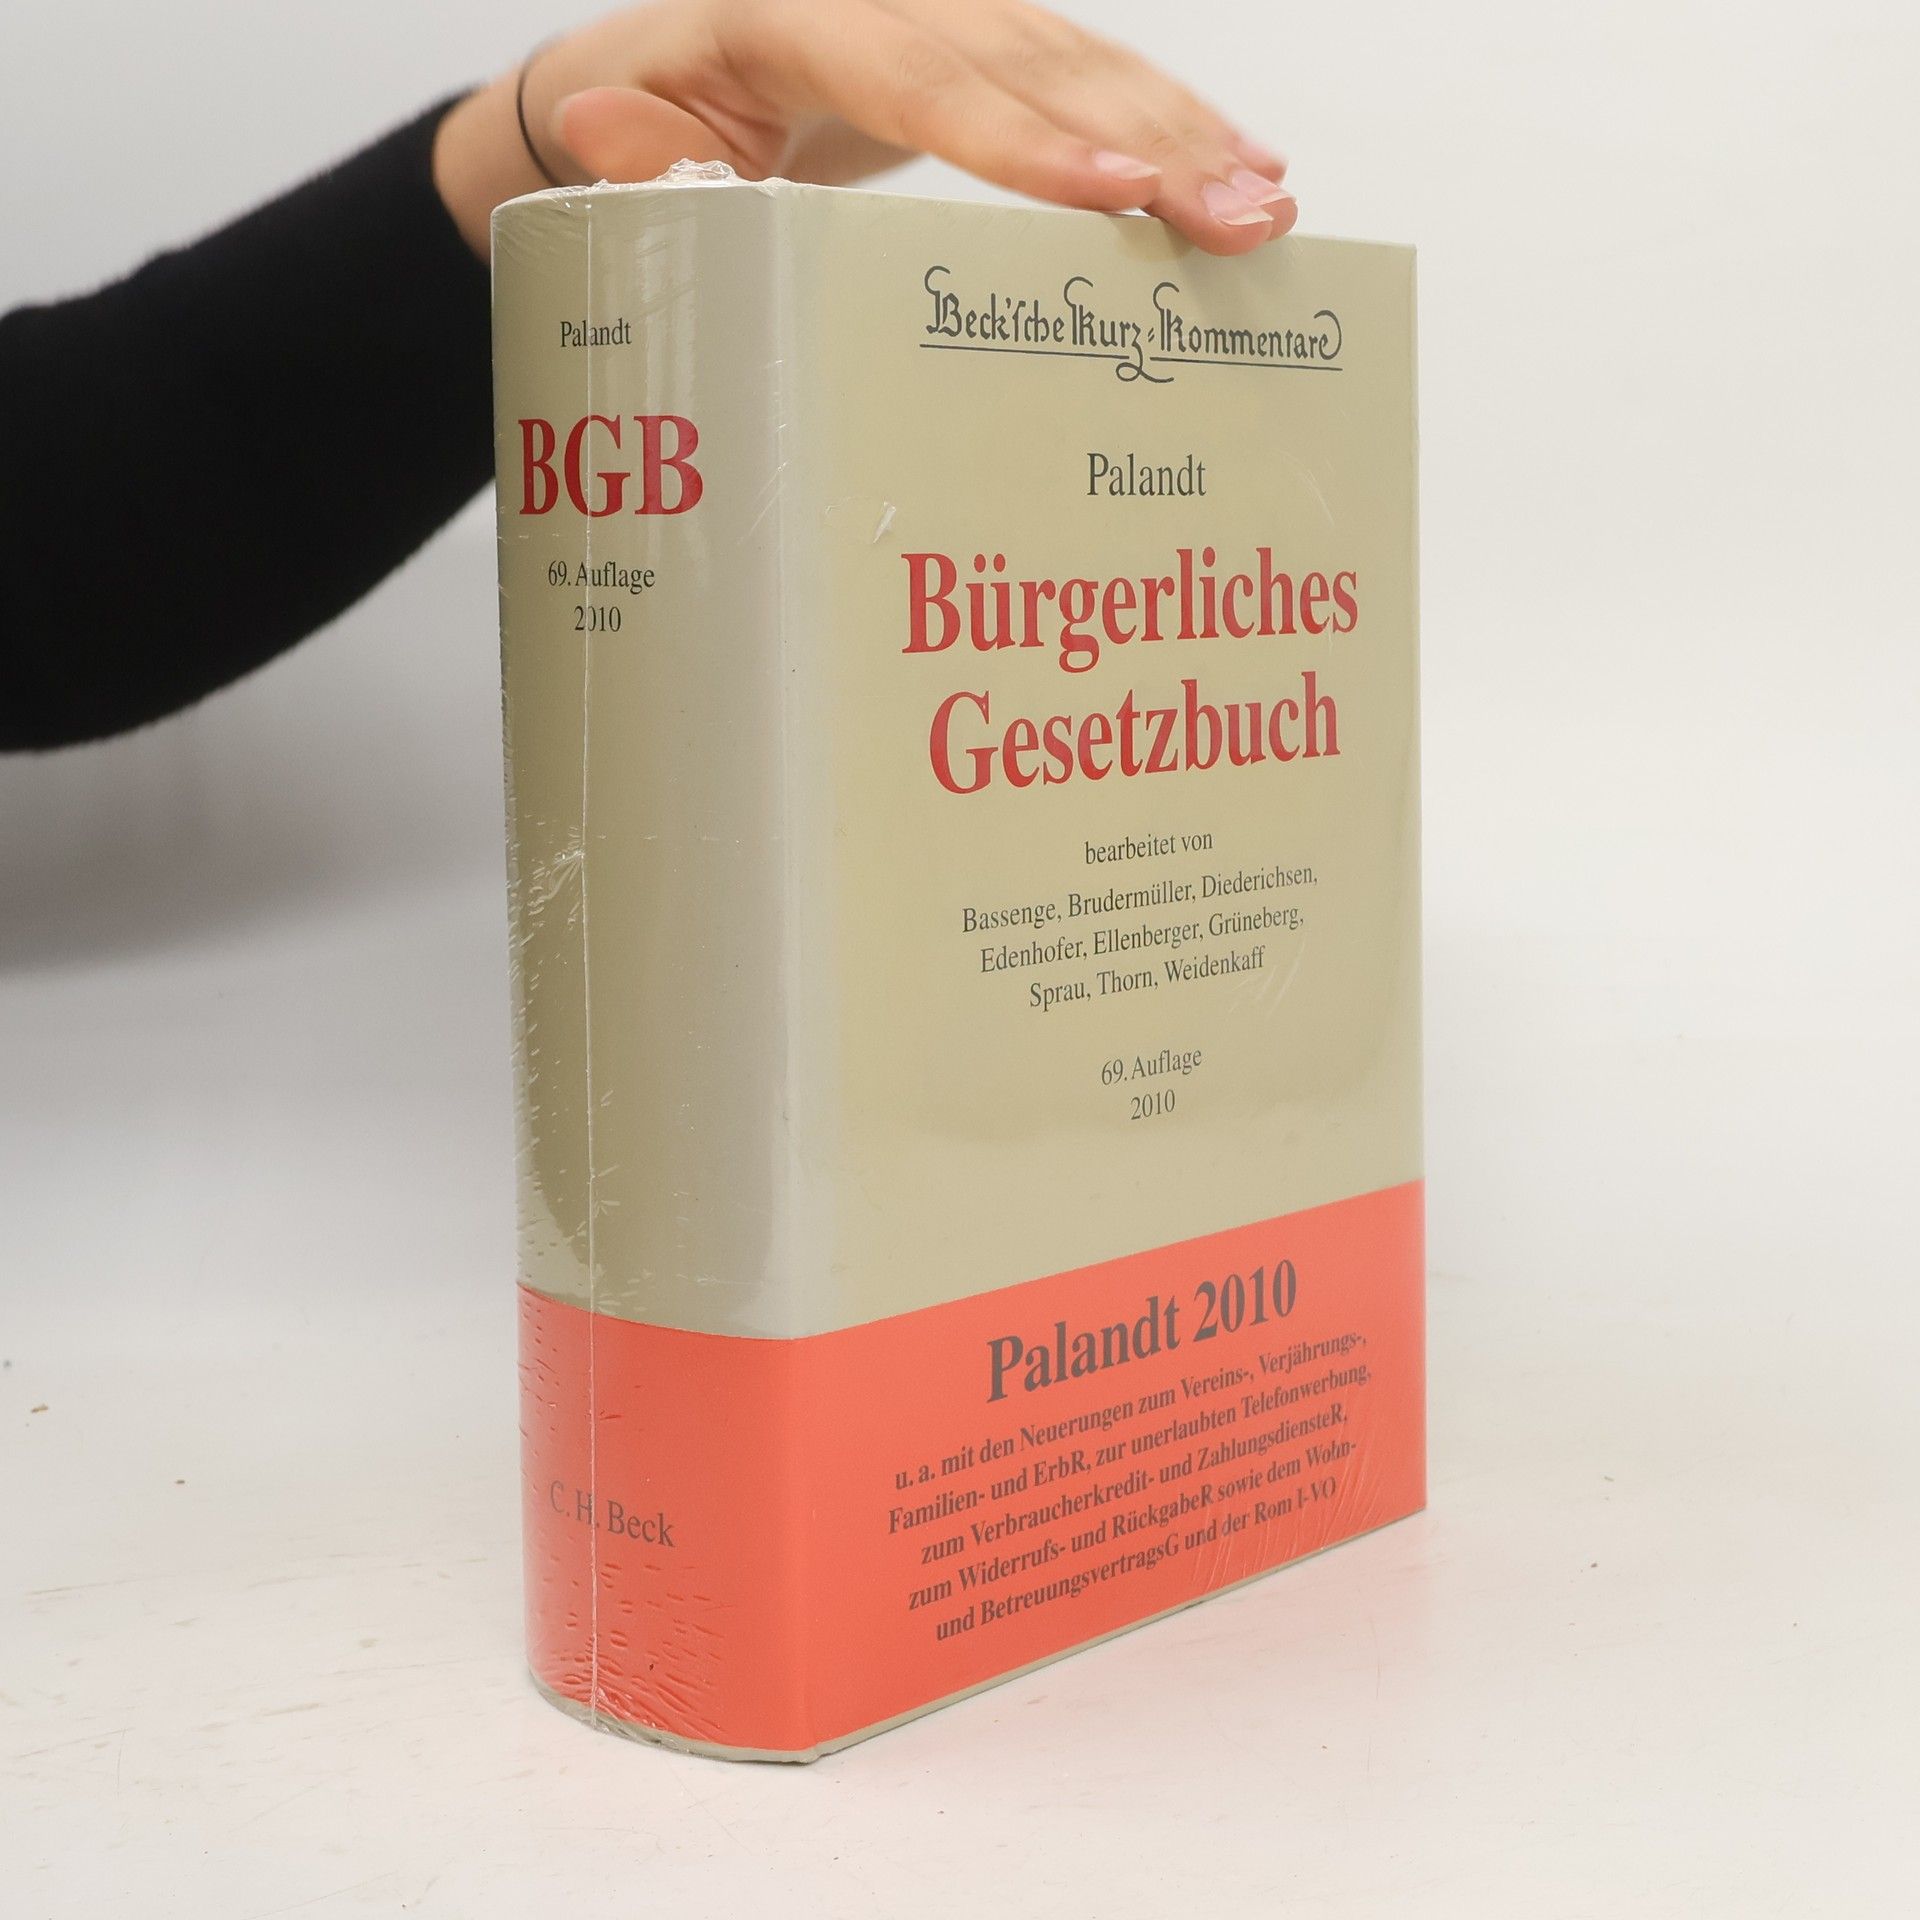 Palandt
BGB
69. Auflage
2010
C.H.Beck
Beck'sche Kurz-Kommentare
Palandt
Bürgerliches
Gesetzbuch
bearbeitet von
Bassenge, Brudermüller, Diederichsen,
Edenhofer, Ellenberger, Grüneberg,
Sprau, Thorn, Weidenkaff
69. Auflage
2010
Palandt 2010
u. a. mit den Neuerungen zum Vereins-, Verjährungs-,
Familien- und ErbR, zur unerlaubten Telefonwerbung,
zum Verbraucherkredit- und ZahlungsdiensteR,
zum Widerrufs- und RückgabeR sowie dem Wohn-
und BetreuungsvertragsG und der Rom I-VO